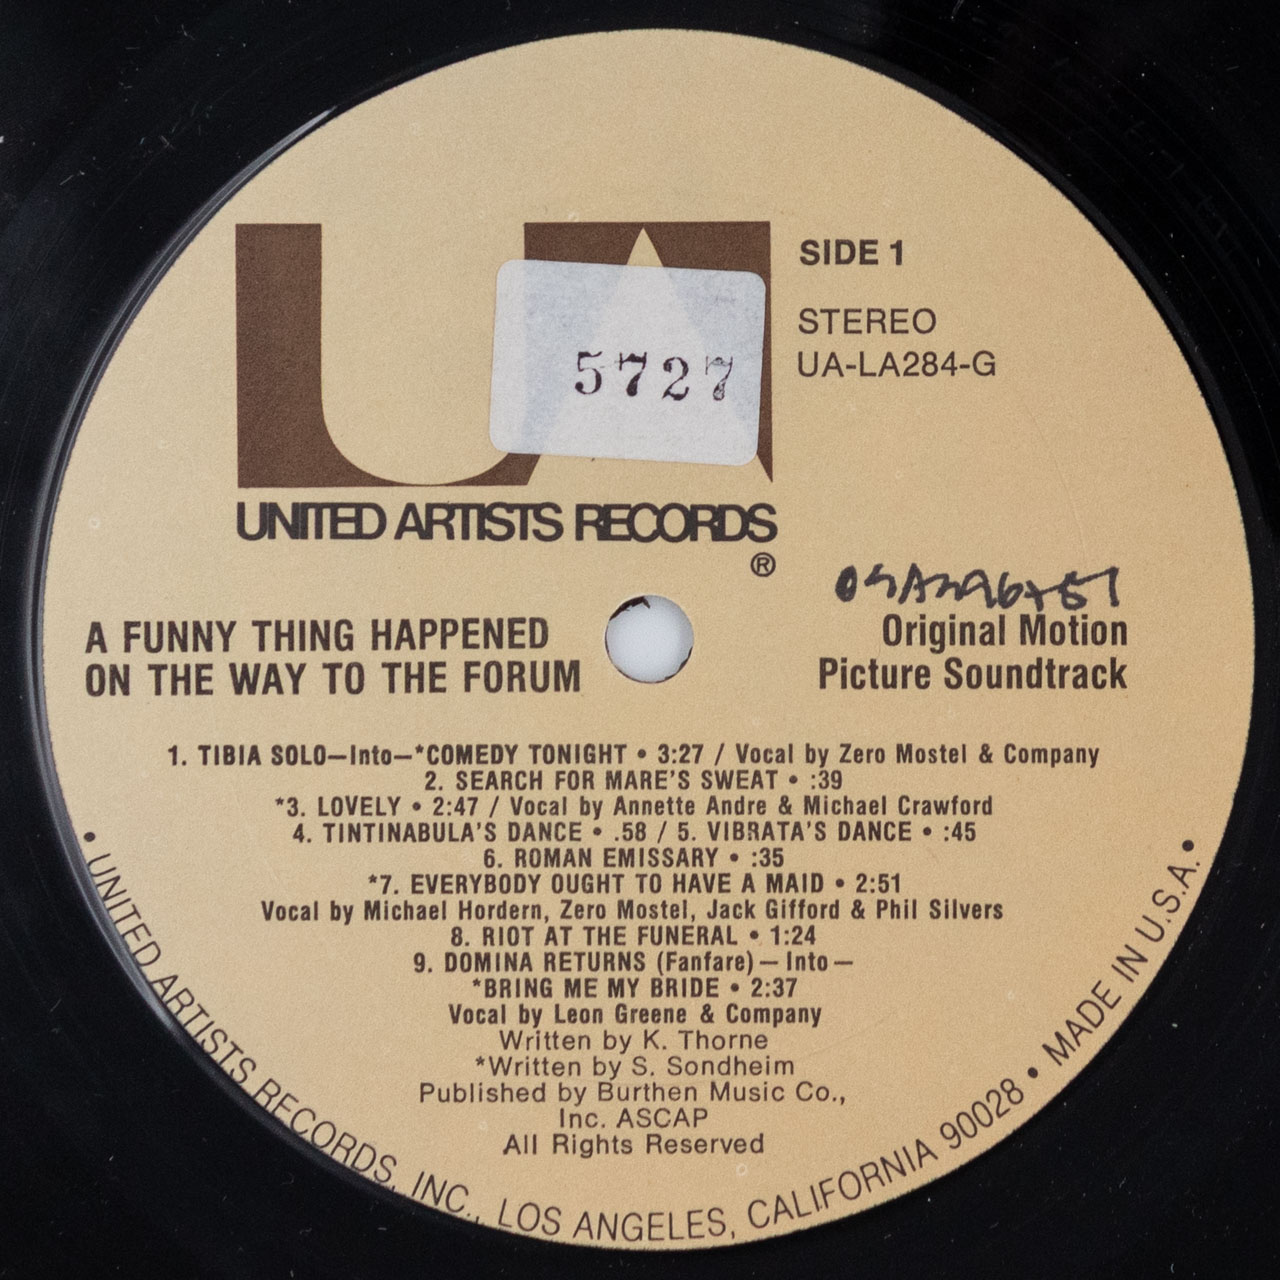 UA
SIDE 1
STEREO
UA-LA284-G
5727
UNITED ARTISTS RECORDS
®
A FUNNY THING HAPPENED
ON THE WAY TO THE FORUM
Original Motion
Picture Soundtrack
1. TIBIA SOLO—Into—*COMEDY TONIGHT • 3:27 / Vocal by Zero Mostel & Company
2. SEARCH FOR MARE'S SWEAT • :39
*3. LOVELY • 2:47 / Vocal by Annette Andre & Michael Crawford
4. TINTINABULA'S DANCE • .58 / 5. VIBRATA'S DANCE • :45
6. ROMAN EMISSARY • :35
*7. EVERYBODY OUGHT TO HAVE A MAID • 2:51
Vocal by Michael Hordern, Zero Mostel, Jack Gifford & Phil Silvers
8. RIOT AT THE FUNERAL • 1:24
9. DOMINA RETURNS (Fanfare) — Into —
*BRING ME MY BRIDE • 2:37
Vocal by Leon Greene & Company
Written by K. Thorne
*Written by S. Sondheim
Published by Burthen Music Co.,
Inc. ASCAP
All Rights Reserved
• UNITED ARTISTS RECORDS, INC., LOS ANGELES, CALIFORNIA 90028 • MADE IN U.S.A. •